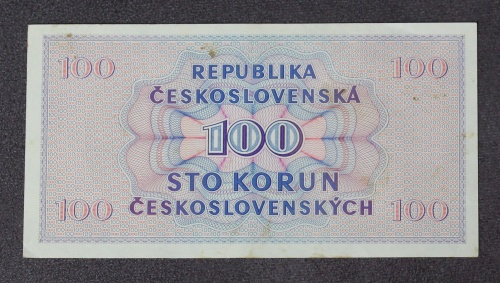 100 100
REPUBLIKA
ČESKOSLOVENSKÁ
100
STO KORUN
ČESKOSLOVENSKÝCH
100 100